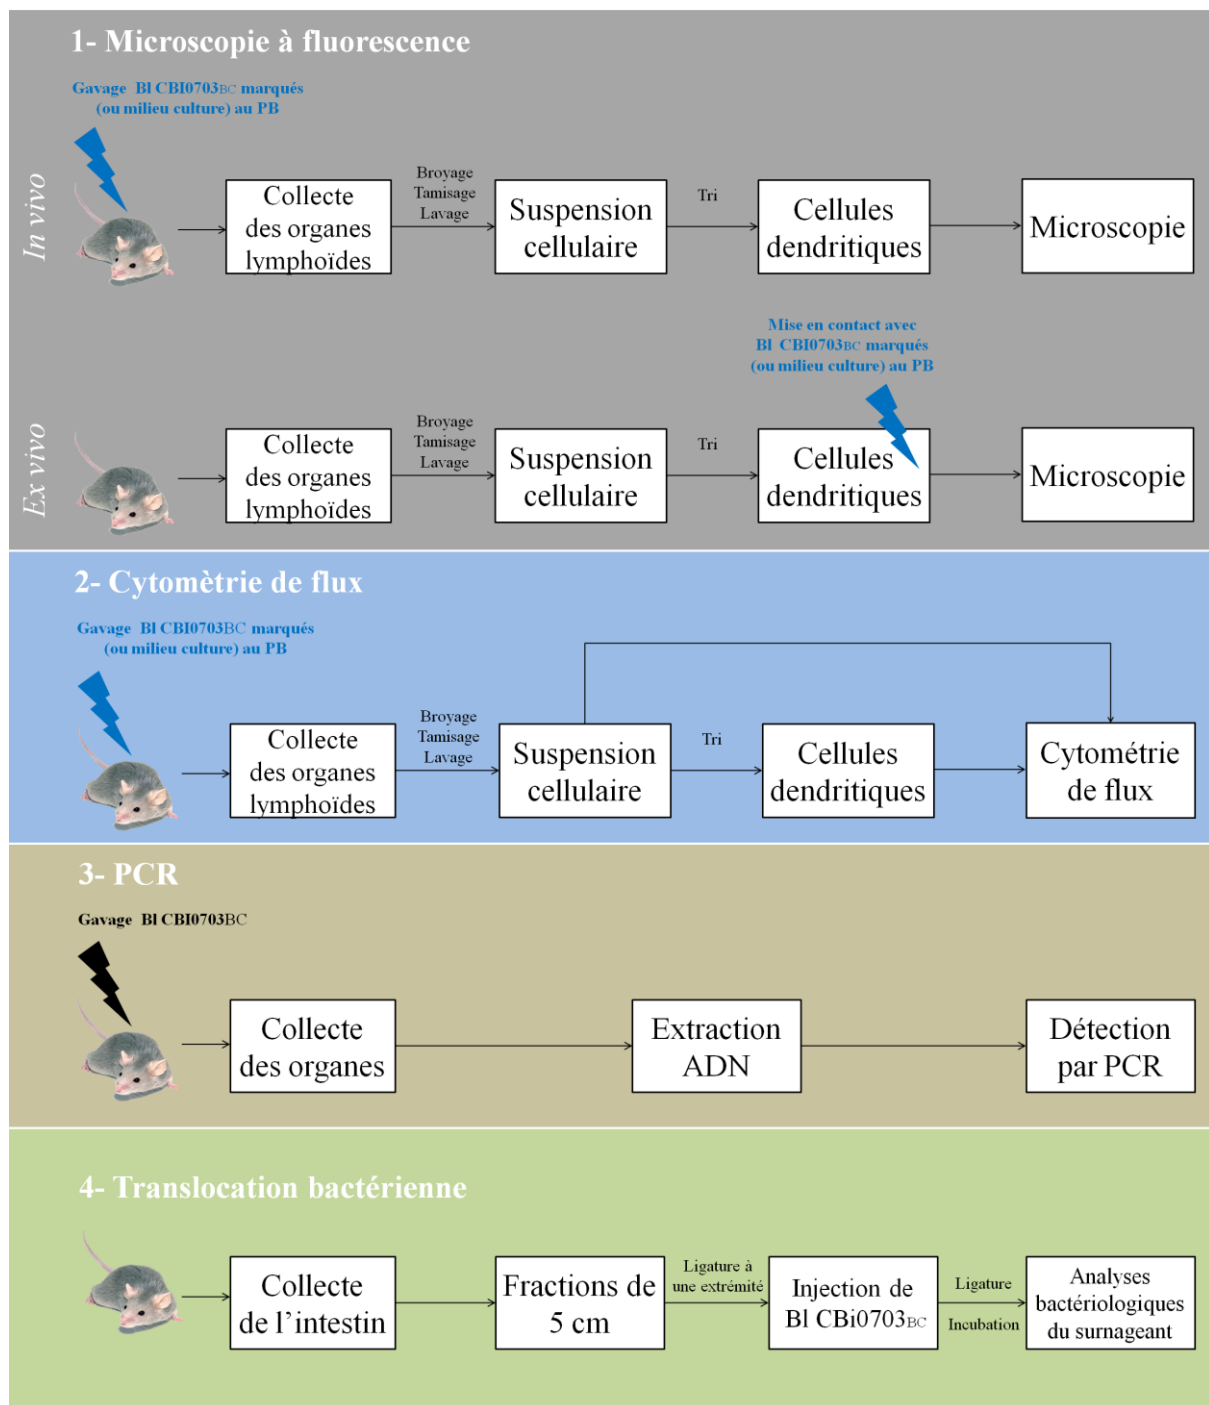 1- Microscopie à fluorescence
Gavage Bl CBI0703BC marqués
(ou milieu culture) au PB
In vivo
Collecte
des organes
lymphoïdes
Broyage
Tamisage
Lavage
Suspension
cellulaire
Tri
Cellules
dendritiques
Microscopie
Mise en contact avec
Bl CBI0703BC marqués
(ou milieu culture) au PB
Ex vivo
Collecte
des organes
lymphoïdes
Broyage
Tamisage
Lavage
Suspension
cellulaire
Tri
Cellules
dendritiques
Microscopie
2- Cytomètrie de flux
Gavage Bl CBI0703BC marqués
(ou milieu culture) au PB
Collecte
des organes
lymphoïdes
Broyage
Tamisage
Lavage
Suspension
cellulaire
Tri
Cellules
dendritiques
Cytométrie
de flux
3- PCR
Gavage Bl CBI0703BC
Collecte
des organes
Extraction
ADN
Détection
par PCR
4- Translocation bactérienne
Collecte
de l’intestin
Fractions de
5 cm
Ligature à
une extrémité
Injection de
Bl CBi0703BC
Ligature
Incubation
Analyses
bactériologiques
du surnageant